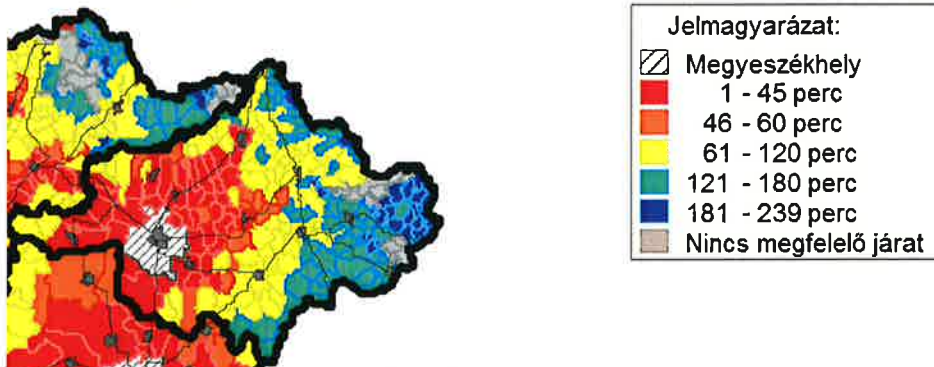 Jelmagyarázat:
Megyeszékhely
1 - 45 perc
46 - 60 perc
61 - 120 perc
121 - 180 perc
181 - 239 perc
Nincs megfelelő járat